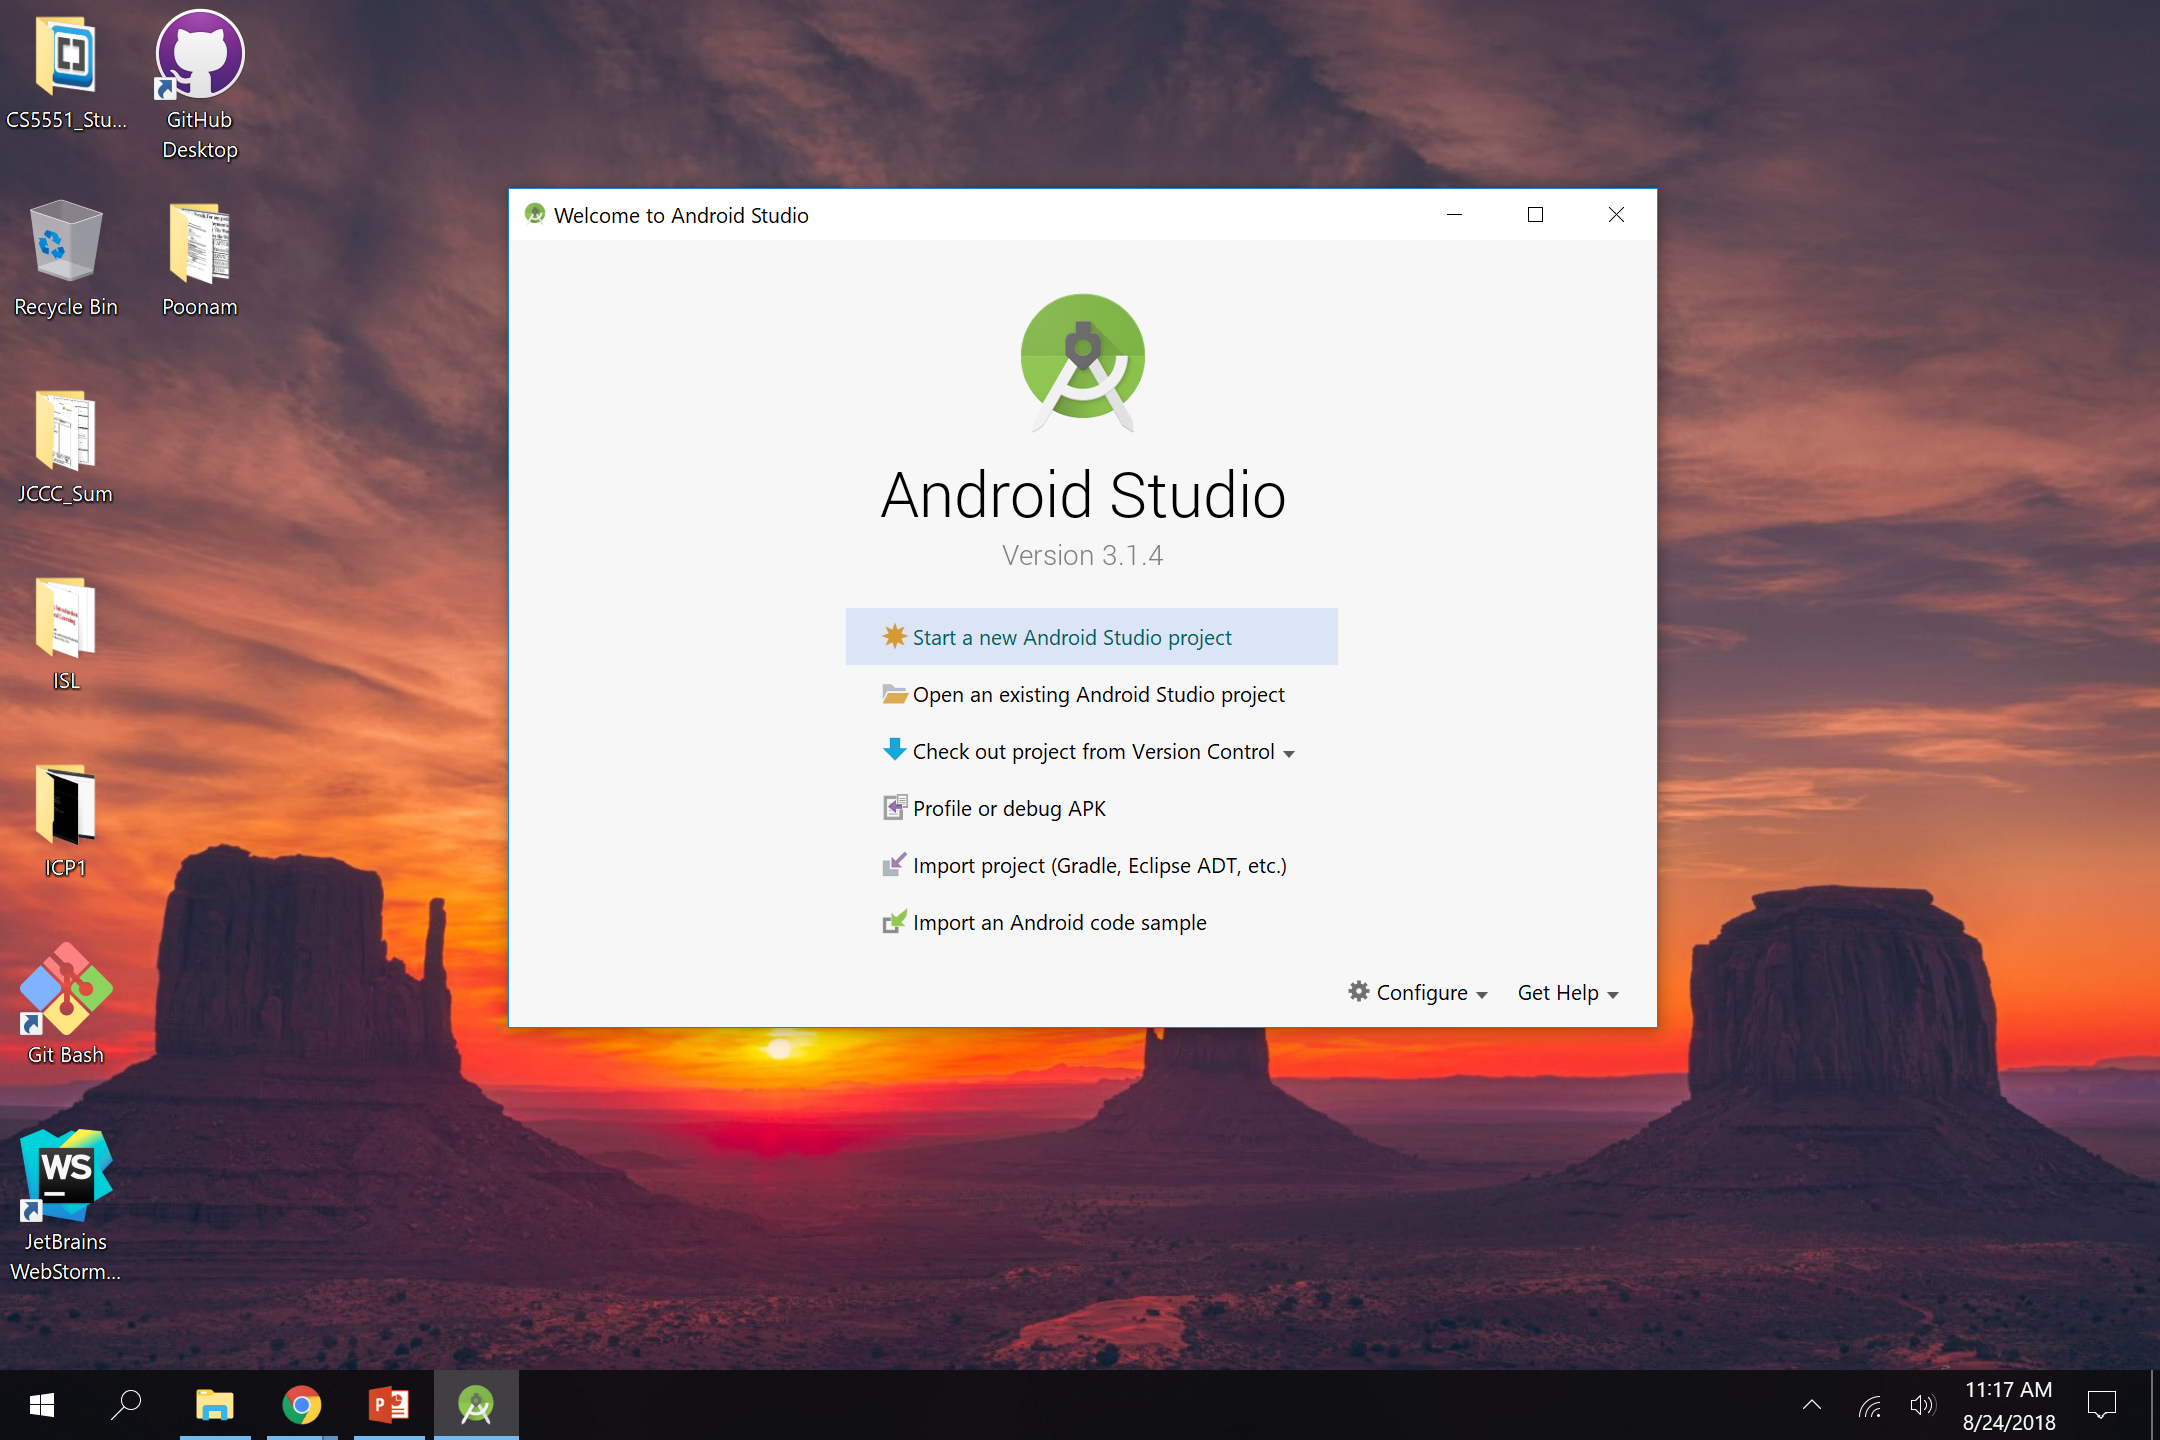 CS5551_Stu...
GitHub
Desktop
Recycle Bin
Poonam
JCCC_Sum
ISL
ICP1
Git Bash
WS
JetBrains
WebStorm...
Welcome to Android Studio
Android Studio
Version 3.1.4
Start a new Android Studio project
Open an existing Android Studio project
Check out project from Version Control
Profile or debug APK
Import project (Gradle, Eclipse ADT, etc.)
Import an Android code sample
Configure
Get Help
P
11:17 AM
8/24/2018